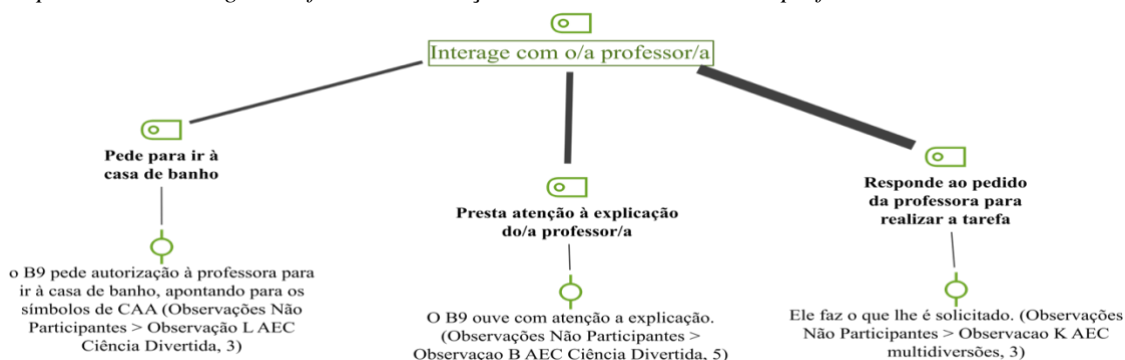 Interage com o/a professor/a
Pede para ir à
casa de banho
Presta atenção à explicação
do/a professor/a
Responde ao pedido
da professora para
realizar a tarefa
o B9 pede autorização à professora para
ir à casa de banho, apontando para os
símbolos de CAA (Observações Não
Participantes > Observação L AEC
Ciência Divertida, 3)
O B9 ouve com atenção a explicação.
(Observações Não Participantes >
Observacao B AEC Ciência Divertida, 5)
Ele faz o que lhe é solicitado. (Observações
Não Participantes > Observacao K AEC
multidiversões, 3)